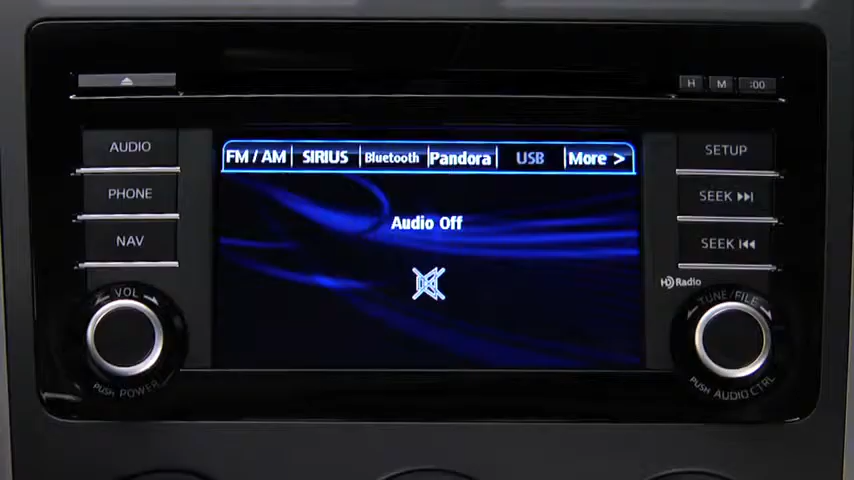 H M :00
AUDIO
PHONE
NAV
VOL
PUSH POWER
FM / AM SIRIUS Bluetooth Pandora USB More >
Audio Off
SETUP
SEEK
SEEK
HD Radio
TUNE/FILE
PUSH AUDIO CTRL